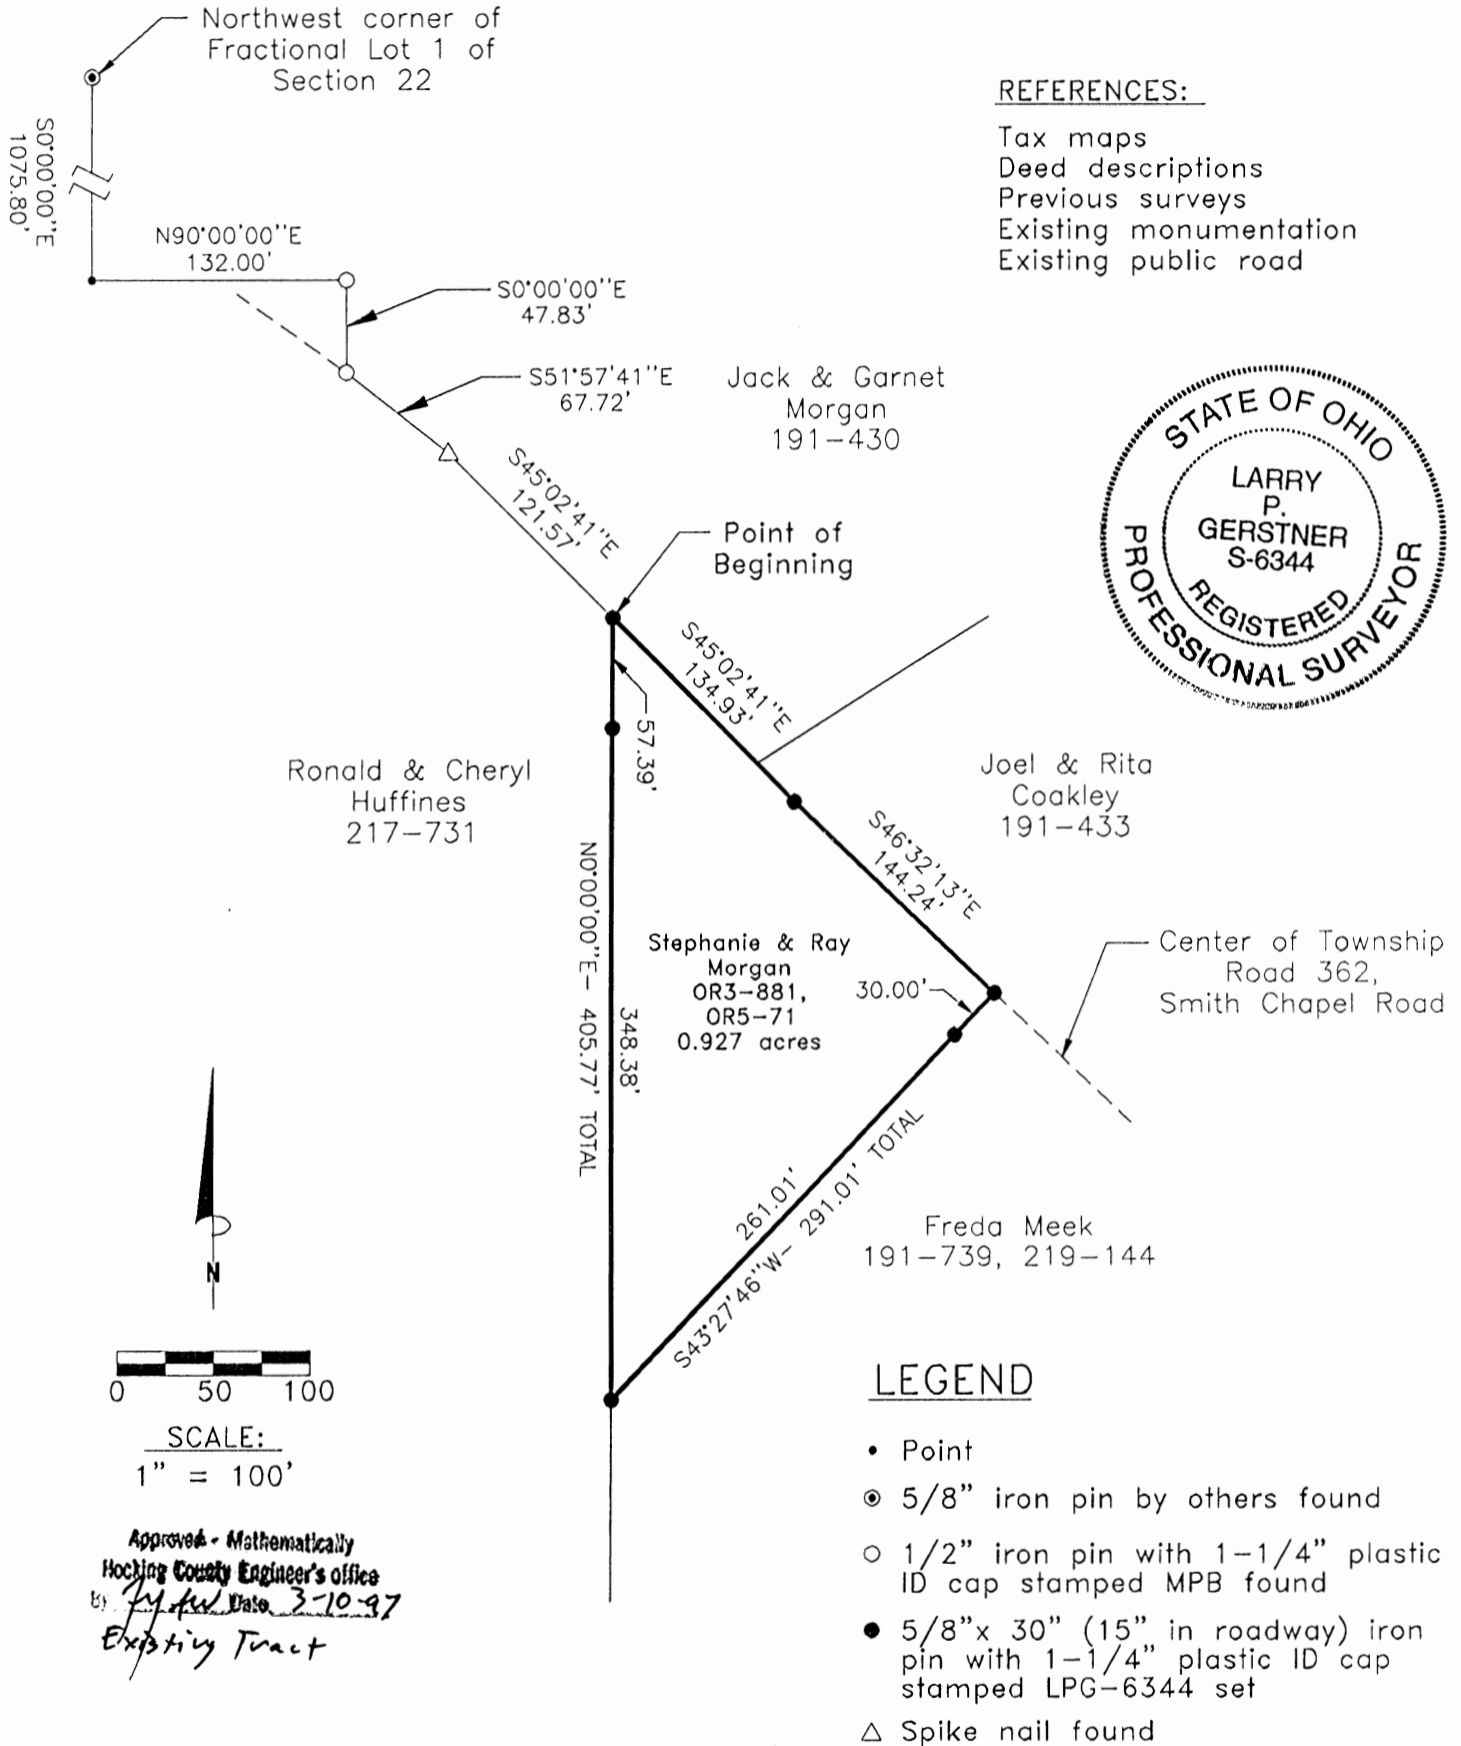 Northwest corner of
Fractional Lot 1 of
Section 22
S0°00'00"E
1075.80'
N90°00'00"E
132.00'
S0°00'00"E
47.83'
S51°57'41"E
67.72'
S45°02'41"E
121.57'
REFERENCES:
Tax maps
Deed descriptions
Previous surveys
Existing monumentation
Existing public road
Jack & Garnet
Morgan
191-430
STATE OF OHIO
LARRY
P.
GERSTNER
S-6344
REGISTERED
PROFESSIONAL SURVEYOR
Point of
Beginning
S45°02'41"E
134.93'
57.39'
Ronald & Cheryl
Huffines
217-731
Joel & Rita
Coakley
191-433
S46°32'13"E
144.24'
N0°00'00"E- 405.77' TOTAL
348.38'
Stephanie & Ray
Morgan
OR3-881,
OR5-71
0.927 acres
30.00'
Center of Township
Road 362,
Smith Chapel Road
261.01'
S43°27'46"W- 291.01' TOTAL
Freda Meek
191-739, 219-144
N
0 50 100
SCALE:
1" = 100'
Approved - Mathematically
Hocking County Engineer's office
By Date 3-10-97
Existing Tract
LEGEND
• Point
◉ 5/8" iron pin by others found
○ 1/2" iron pin with 1-1/4" plastic
ID cap stamped MPB found
● 5/8"x 30" (15" in roadway) iron
pin with 1-1/4" plastic ID cap
stamped LPG-6344 set
△ Spike nail found